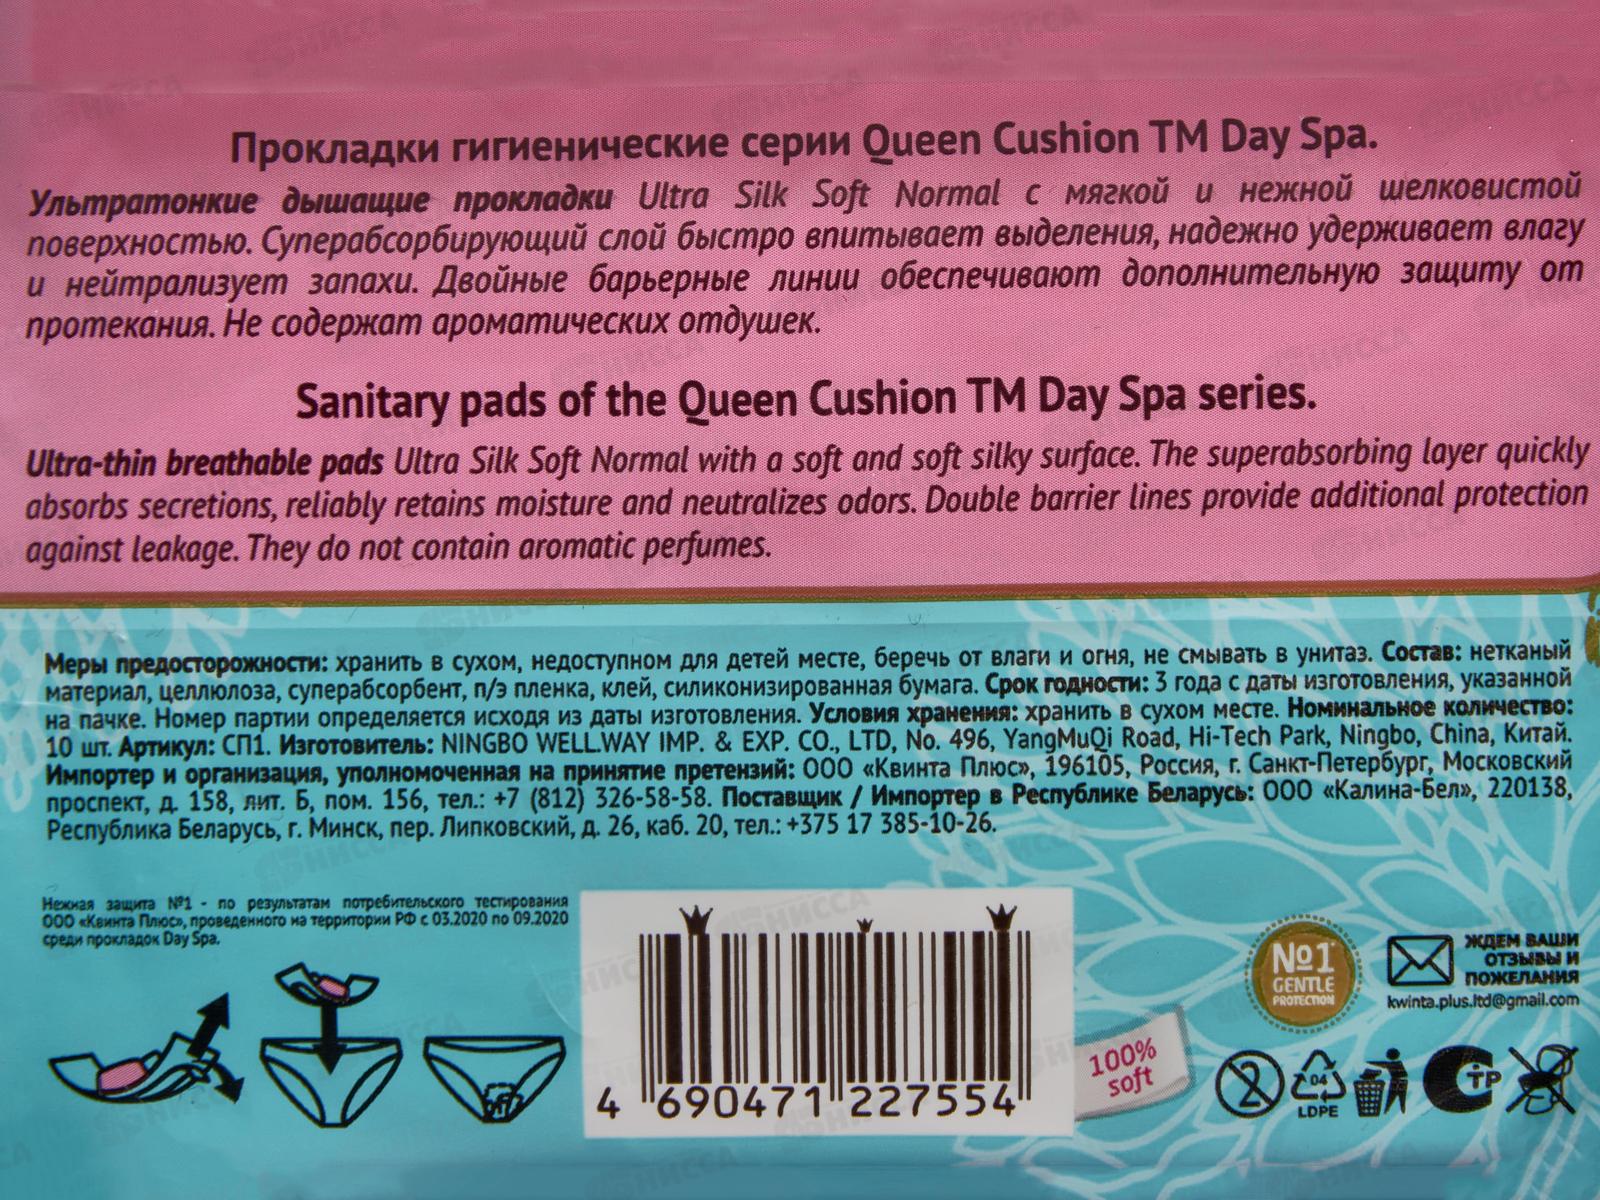 Прокладки гигиенические серии Queen Cushion TM Day Spa.
Ультратонкие дышащие прокладки Ultra Silk Soft Normal с мягкой и нежной шелковистой
поверхностью. Суперабсорбирующий слой быстро впитывает выделения, надежно удерживает влагу
и нейтрализует запахи. Двойные барьерные линии обеспечивают дополнительную защиту от
протекания. Не содержат ароматических отдушек.
Sanitary pads of the Queen Cushion TM Day Spa series.
Ultra-thin breathable pads Ultra Silk Soft Normal with a soft and soft silky surface. The superabsorbing layer quickly
absorbs secretions, reliably retains moisture and neutralizes odors. Double barrier lines provide additional protection
against leakage. They do not contain aromatic perfumes.
Меры предосторожности: хранить в сухом, недоступном для детей месте, беречь от влаги и огня, не смывать в унитаз. Состав: нетканый
материал, целлюлоза, суперабсорбент, п/э пленка, клей, силиконизированная бумага. Срок годности: 3 года с даты изготовления, указанной
на пачке. Номер партии определяется исходя из даты изготовления. Условия хранения: хранить в сухом месте. Номинальное количество:
10 шт. Артикул: СП1. Изготовитель: NINGBO WELL.WAY IMP. & EXP. CO., LTD, No. 496, YangMuQi Road, Hi-Tech Park, Ningbo, China, Китай.
Импортер и организация, уполномоченная на принятие претензий: ООО «Квинта Плюс», 196105, Россия, г. Санкт-Петербург, Московский
проспект, д. 158, лит. Б, пом. 156, тел.: +7 (812) 326-58-58. Поставщик / Импортер в Республике Беларусь: ООО «Калина-Бел», 220138,
Республика Беларусь, г. Минск, пер. Липковский, д. 26, каб. 20, тел.: +375 17 385-10-26.
Нежная защита №1 - по результатам потребительского тестирования
ООО «Квинта Плюс», проведенного на территории РФ с 03.2020 по 09.2020
среди прокладок Day Spa.
4 690471 227554
100%
soft
№1*
GENTLE
PROTECTION
ЖДЕМ ВАШИ
ОТЗЫВЫ И
ПОЖЕЛАНИЯ
kwinta.plus.ltd@gmail.com
2
04
LDPE
ТР
НИССА